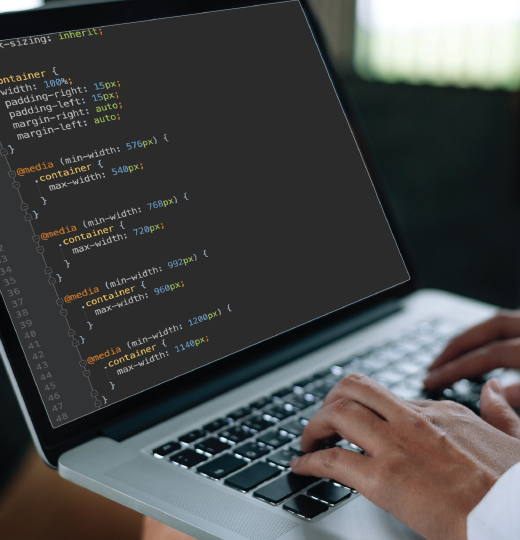 x-sizing: inherit;
ontainer {
width: 100%;
padding-right: 15px;
padding-left: 15px;
margin-right: auto;
margin-left: auto;
}
@media (min-width: 576px) {
.container {
max-width: 540px;
}
}
@media (min-width: 768px) {
.container {
max-width: 720px;
}
}
@media (min-width: 992px) {
.container {
max-width: 960px;
}
}
@media (min-width: 1200px) {
.container {
max-width: 1140px;
}
}
34
35
36
37
38
39
40
41
42
43
44
45
46
47
48